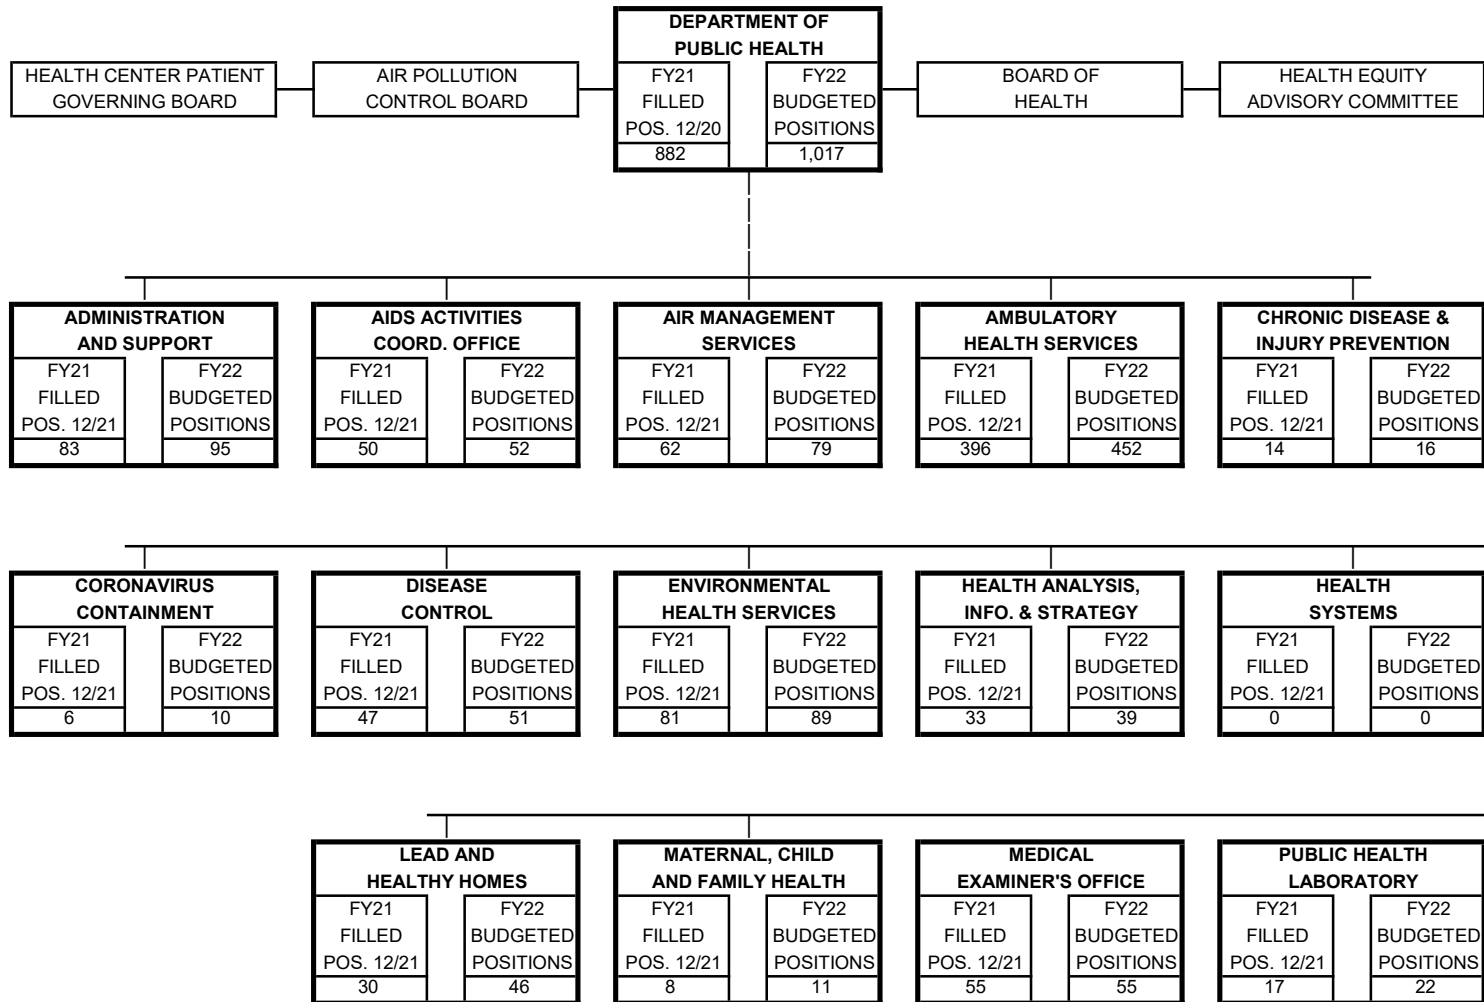 DEPARTMENT OF
PUBLIC HEALTH
HEALTH CENTER PATIENT
GOVERNING BOARD
AIR POLLUTION
CONTROL BOARD
FY21
FILLED
POS. 12/20
882
FY22
BUDGETED
POSITIONS
1,017
BOARD OF
HEALTH
HEALTH EQUITY
ADVISORY COMMITTEE
ADMINISTRATION
AND SUPPORT
FY21
FILLED
POS. 12/21
83
FY22
BUDGETED
POSITIONS
95
AIDS ACTIVITIES
COORD. OFFICE
FY21
FILLED
POS. 12/21
50
FY22
BUDGETED
POSITIONS
52
AIR MANAGEMENT
SERVICES
FY21
FILLED
POS. 12/21
62
FY22
BUDGETED
POSITIONS
79
AMBULATORY
HEALTH SERVICES
FY21
FILLED
POS. 12/21
396
FY22
BUDGETED
POSITIONS
452
CHRONIC DISEASE &
INJURY PREVENTION
FY21
FILLED
POS. 12/21
14
FY22
BUDGETED
POSITIONS
16
CORONAVIRUS
CONTAINMENT
FY21
FILLED
POS. 12/21
6
FY22
BUDGETED
POSITIONS
10
DISEASE
CONTROL
FY21
FILLED
POS. 12/21
47
FY22
BUDGETED
POSITIONS
51
ENVIRONMENTAL
HEALTH SERVICES
FY21
FILLED
POS. 12/21
81
FY22
BUDGETED
POSITIONS
89
HEALTH ANALYSIS,
INFO. & STRATEGY
FY21
FILLED
POS. 12/21
33
FY22
BUDGETED
POSITIONS
39
HEALTH
SYSTEMS
FY21
FILLED
POS. 12/21
0
FY22
BUDGETED
POSITIONS
0
LEAD AND
HEALTHY HOMES
FY21
FILLED
POS. 12/21
30
FY22
BUDGETED
POSITIONS
46
MATERNAL, CHILD
AND FAMILY HEALTH
FY21
FILLED
POS. 12/21
8
FY22
BUDGETED
POSITIONS
11
MEDICAL
EXAMINER'S OFFICE
FY21
FILLED
POS. 12/21
55
FY22
BUDGETED
POSITIONS
55
PUBLIC HEALTH
LABORATORY
FY21
FILLED
POS. 12/21
17
FY22
BUDGETED
POSITIONS
22